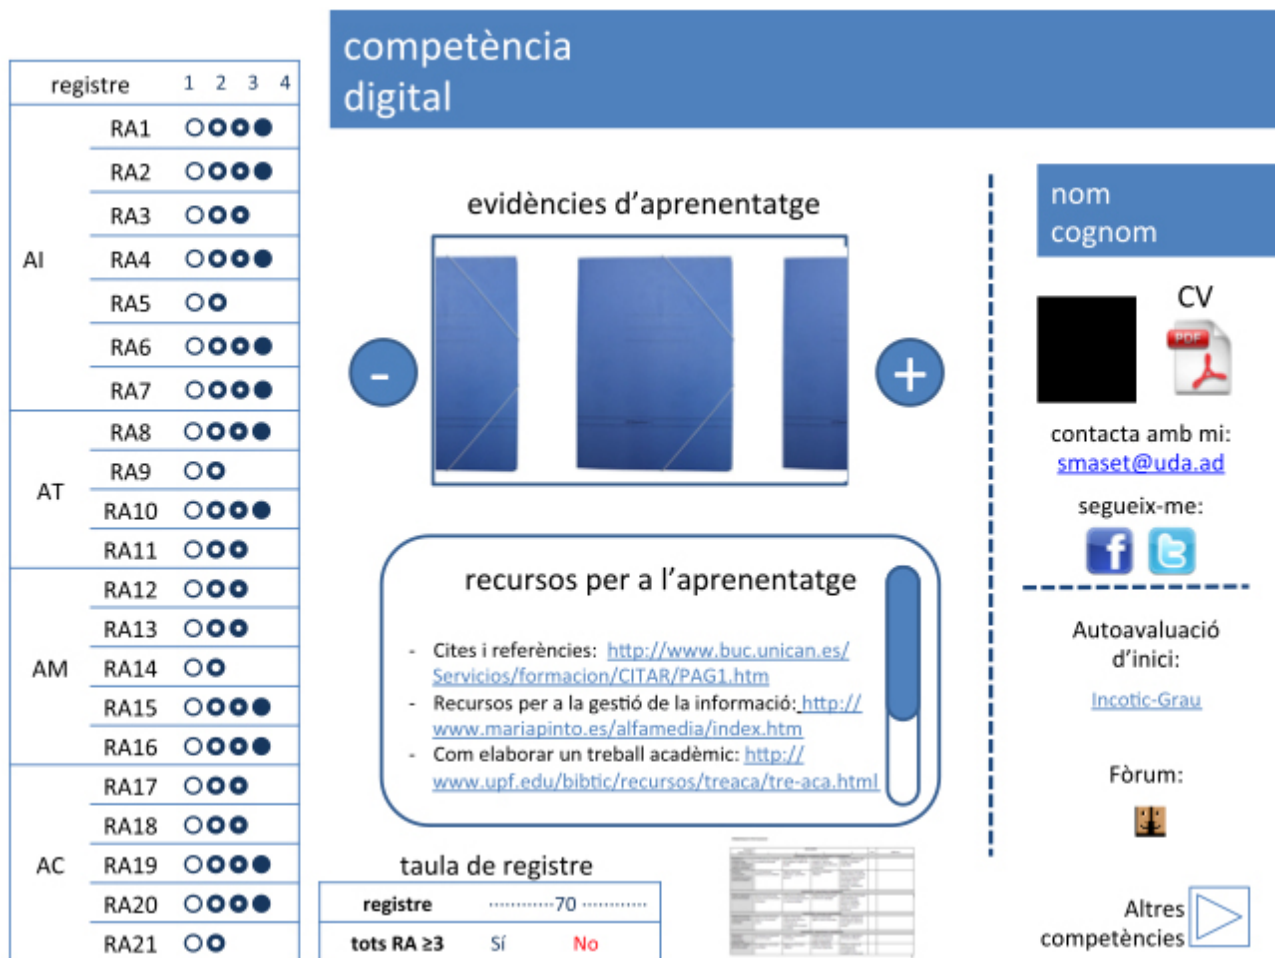 competència
digital
registre 1 2 3 4
AI
RA1
RA2
RA3
RA4
RA5
RA6
RA7
AT
RA8
RA9
RA10
RA11
AM
RA12
RA13
RA14
RA15
RA16
AC
RA17
RA18
RA19
RA20
RA21
evidències d'aprenentatge
-
+
recursos per a l'aprenentatge
- Cites i referències: http://www.buc.unican.es/
Servicios/formacion/CITAR/PAG1.htm
- Recursos per a la gestió de la informació: http://
www.mariapinto.es/alfamedia/index.htm
- Com elaborar un treball acadèmic: http://
www.upf.edu/bibtic/recursos/treaca/tre-aca.html
taula de registre
registre ............70 ............
tots RA ≥3 Sí No
nom
cognom
CV
PDF
contacta amb mi:
smaset@uda.ad
segueix-me:
f t
Autoavaluació
d'inici:
Incotic-Grau
Fòrum:
Altres
competències